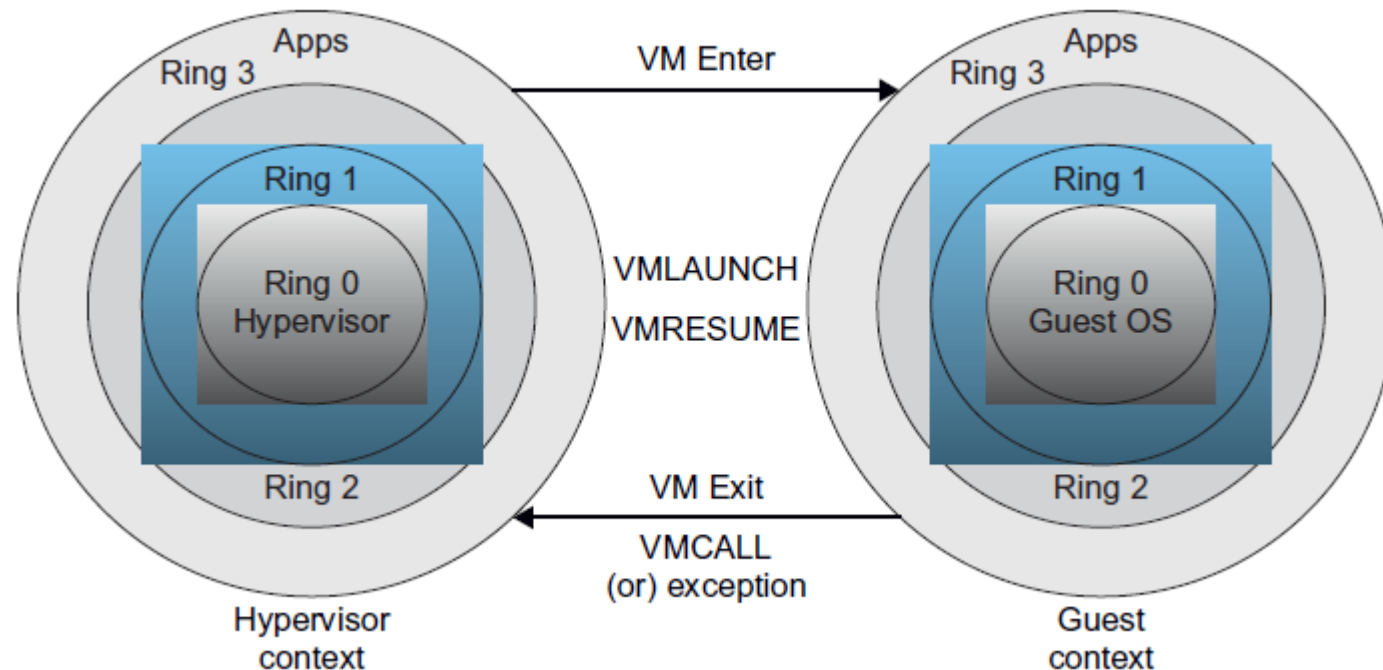 Apps
Ring 3
Ring 1
Ring 0
Hypervisor
Ring 2
Hypervisor
context
VM Enter
VMLAUNCH
VMRESUME
VM Exit
VMCALL
(or) exception
Apps
Ring 3
Ring 1
Ring 0
Guest OS
Ring 2
Guest
context